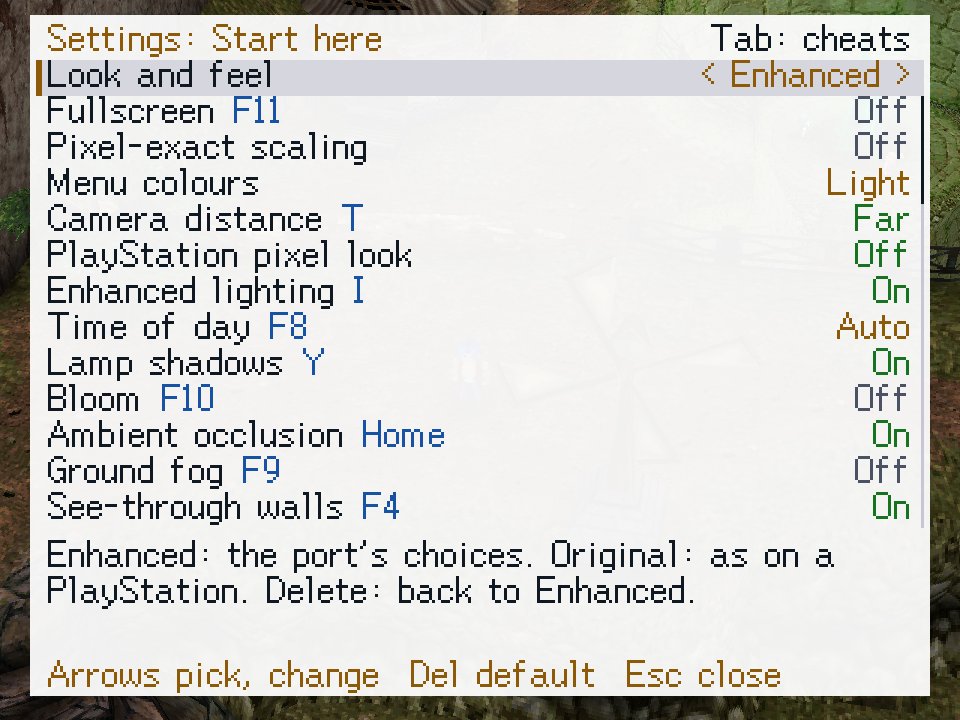 Settings: Start here Tab: cheats
Look and feel < Enhanced >
Fullscreen F11 Off
Pixel-exact scaling Off
Menu colours Light
Camera distance T Far
PlayStation pixel look Off
Enhanced lighting I On
Time of day F8 Auto
Lamp shadows Y On
Bloom F10 Off
Ambient occlusion Home On
Ground fog F9 Off
See-through walls F4 On
Enhanced: the port's choices. Original: as on a
PlayStation. Delete: back to Enhanced.
Arrows pick, change Del default Esc close